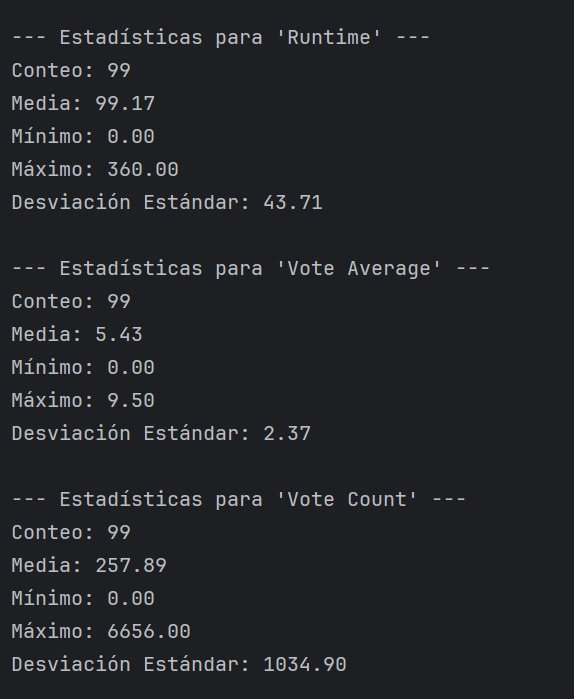 --- Estadísticas para 'Runtime' ---
Conteo: 99
Media: 99.17
Mínimo: 0.00
Máximo: 360.00
Desviación Estándar: 43.71
--- Estadísticas para 'Vote Average' ---
Conteo: 99
Media: 5.43
Mínimo: 0.00
Máximo: 9.50
Desviación Estándar: 2.37
--- Estadísticas para 'Vote Count' ---
Conteo: 99
Media: 257.89
Mínimo: 0.00
Máximo: 6656.00
Desviación Estándar: 1034.90